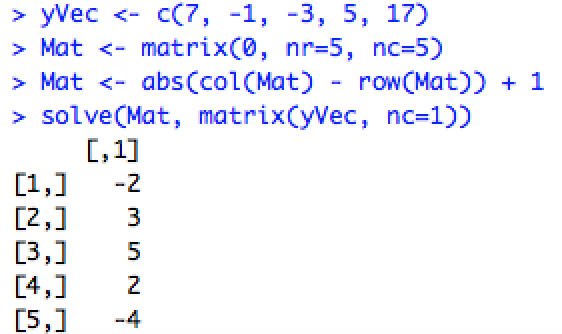 > yVec <- c(7, -1, -3, 5, 17)
> Mat <- matrix(0, nr=5, nc=5)
> Mat <- abs(col(Mat) - row(Mat)) + 1
> solve(Mat, matrix(yVec, nc=1))
     [,1]
[1,]   -2
[2,]    3
[3,]    5
[4,]    2
[5,]   -4